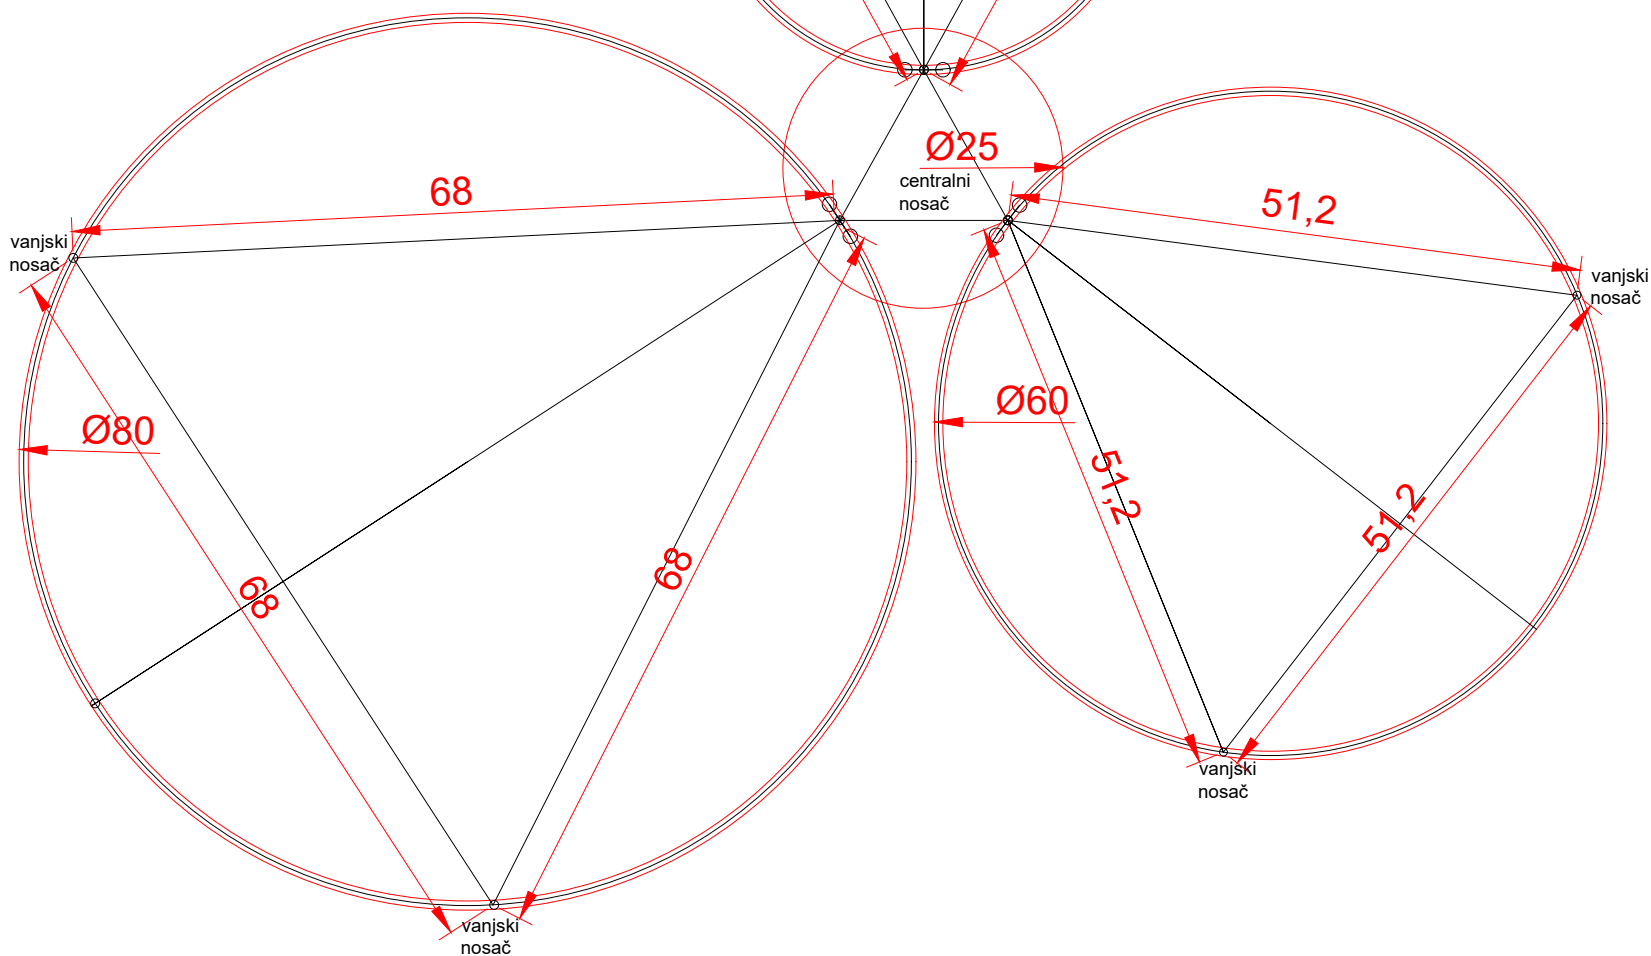 Ø25
centralni
nosač
68
51,2
vanjski
nosač
vanjski
nosač
Ø80
Ø60
51,2
51,2
68
68
vanjski
nosač
vanjski
nosač